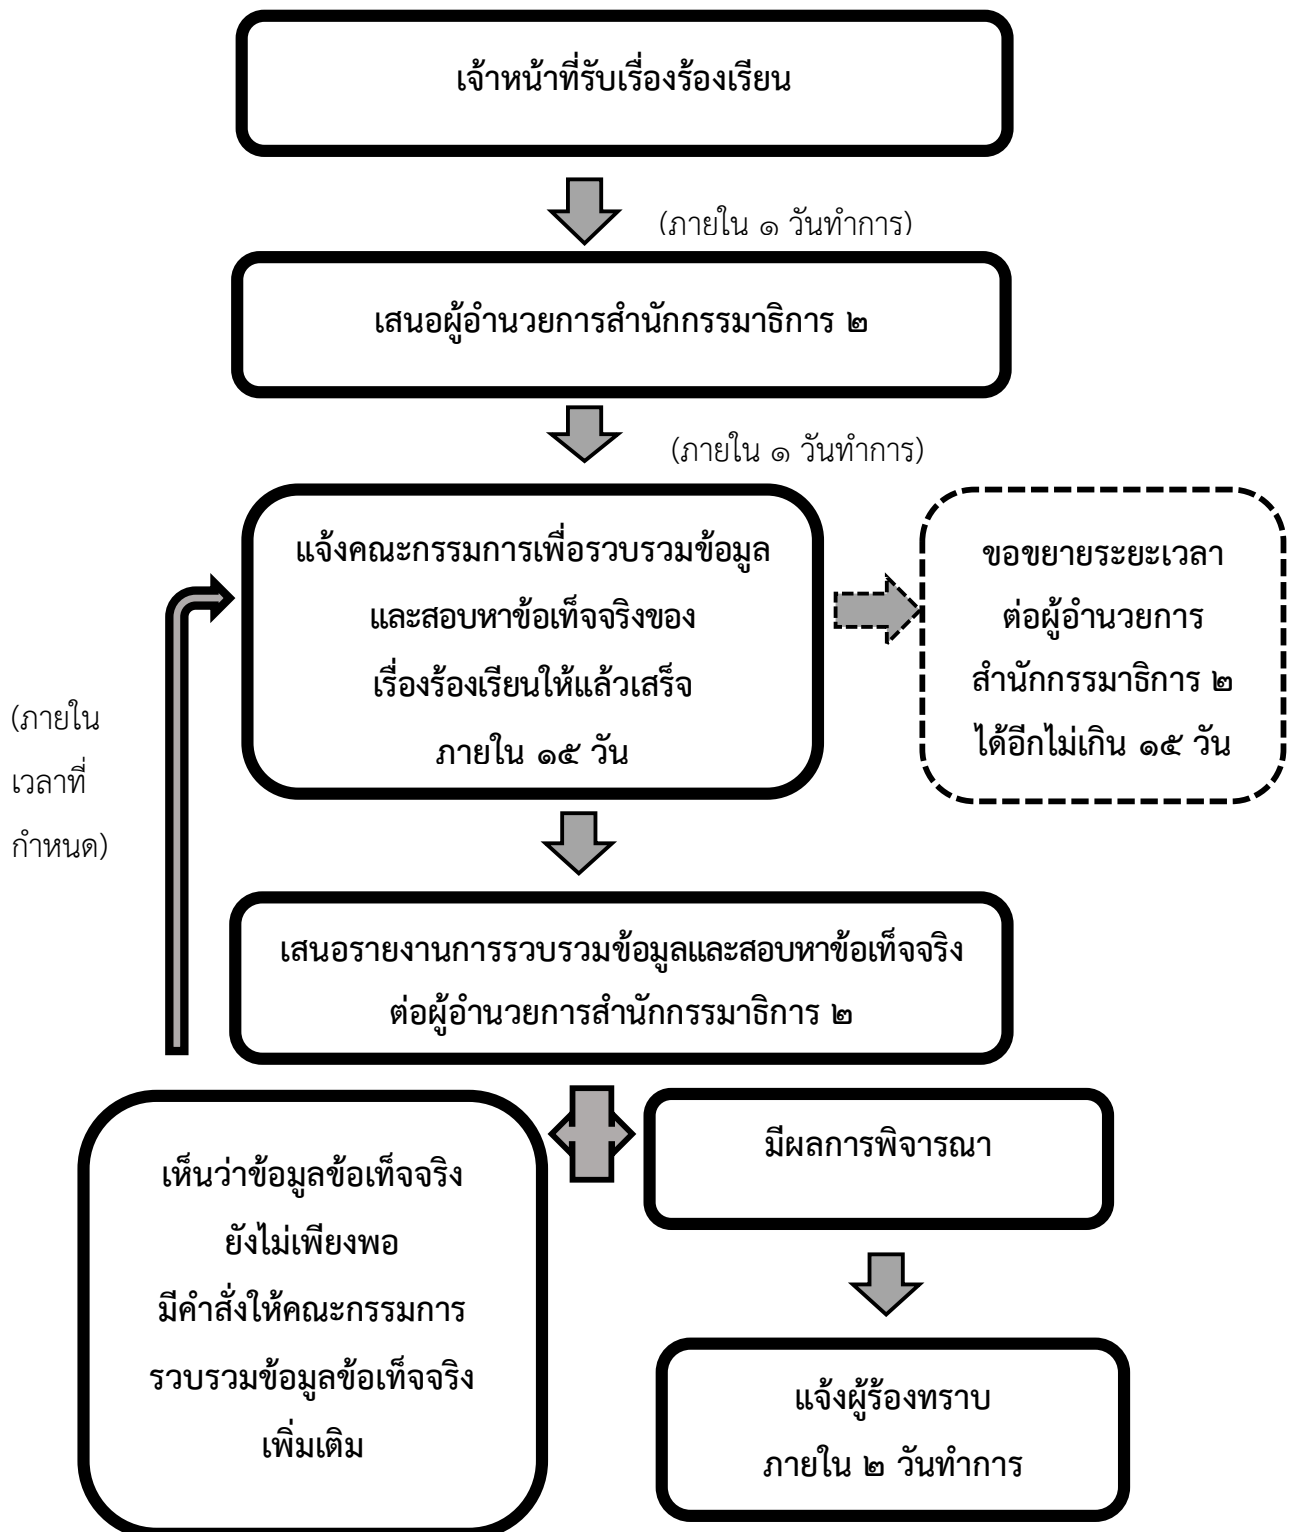 เจ้าหน้าที่รับเรื่องร้องเรียน
(ภายใน ๑ วันทำการ)
เสนอผู้อำนวยการสำนักกรรมาธิการ ๒
(ภายใน ๑ วันทำการ)
แจ้งคณะกรรมการเพื่อรวบรวมข้อมูล
และสอบหาข้อเท็จจริงของ
เรื่องร้องเรียนให้แล้วเสร็จ
ภายใน ๑๕ วัน
ขอขยายระยะเวลา
ต่อผู้อำนวยการ
สำนักกรรมาธิการ ๒
ได้อีกไม่เกิน ๑๕ วัน
(ภายใน
เวลาที่
กำหนด)
เสนอรายงานการรวบรวมข้อมูลและสอบหาข้อเท็จจริง
ต่อผู้อำนวยการสำนักกรรมาธิการ ๒
เห็นว่าข้อมูลข้อเท็จจริง
ยังไม่เพียงพอ
มีคำสั่งให้คณะกรรมการ
รวบรวมข้อมูลข้อเท็จจริง
เพิ่มเติม
มีผลการพิจารณา
แจ้งผู้ร้องทราบ
ภายใน ๒ วันทำการ